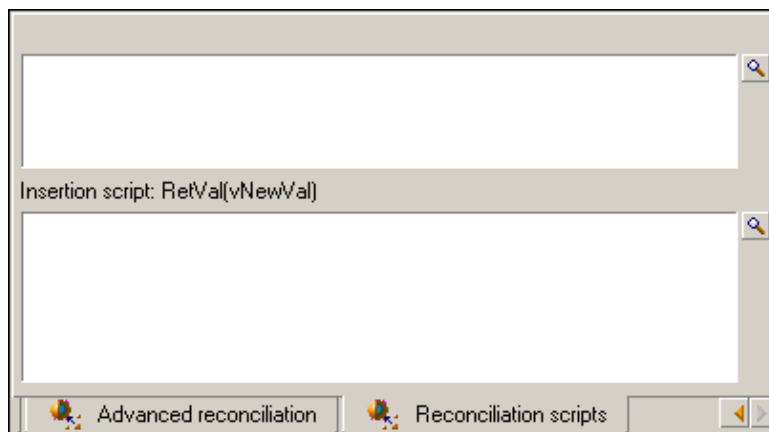 Insertion script: RetVal(vNewVal)
Advanced reconciliation
Reconciliation scripts